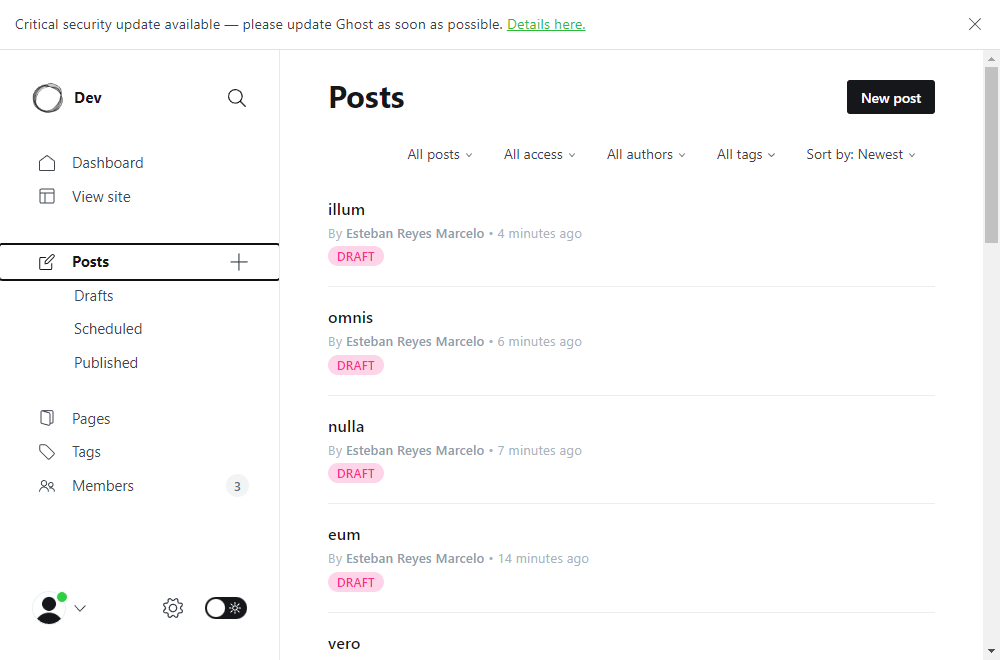 Critical security update available — please update Ghost as soon as possible. Details here.
Dev
Dashboard
View site
Posts
Drafts
Scheduled
Published
Pages
Tags
Members 3
Posts
New post
All posts All access All authors All tags Sort by: Newest
illum
By Esteban Reyes Marcelo • 4 minutes ago
DRAFT
omnis
By Esteban Reyes Marcelo • 6 minutes ago
DRAFT
nulla
By Esteban Reyes Marcelo • 7 minutes ago
DRAFT
eum
By Esteban Reyes Marcelo • 14 minutes ago
DRAFT
vero